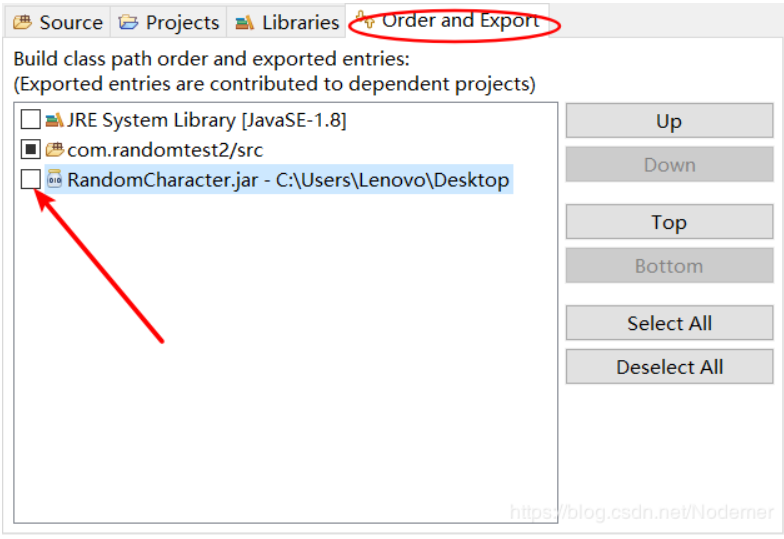 Source Projects Libraries Order and Export
Build class path order and exported entries:
(Exported entries are contributed to dependent projects)
JRE System Library [JavaSE-1.8]
com.randomtest2/src
RandomCharacter.jar - C:\Users\Lenovo\Desktop
Up
Down
Top
Bottom
Select All
Deselect All
https://blog.csdn.net/Nodemer